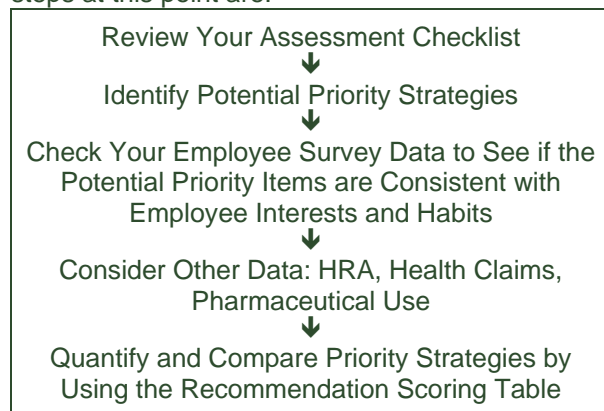 steps at this point are:
Review Your Assessment Checklist
Identify Potential Priority Strategies
Check Your Employee Survey Data to See if the
Potential Priority Items are Consistent with
Employee Interests and Habits
Consider Other Data: HRA, Health Claims,
Pharmaceutical Use
Quantify and Compare Priority Strategies by
Using the Recommendation Scoring Table